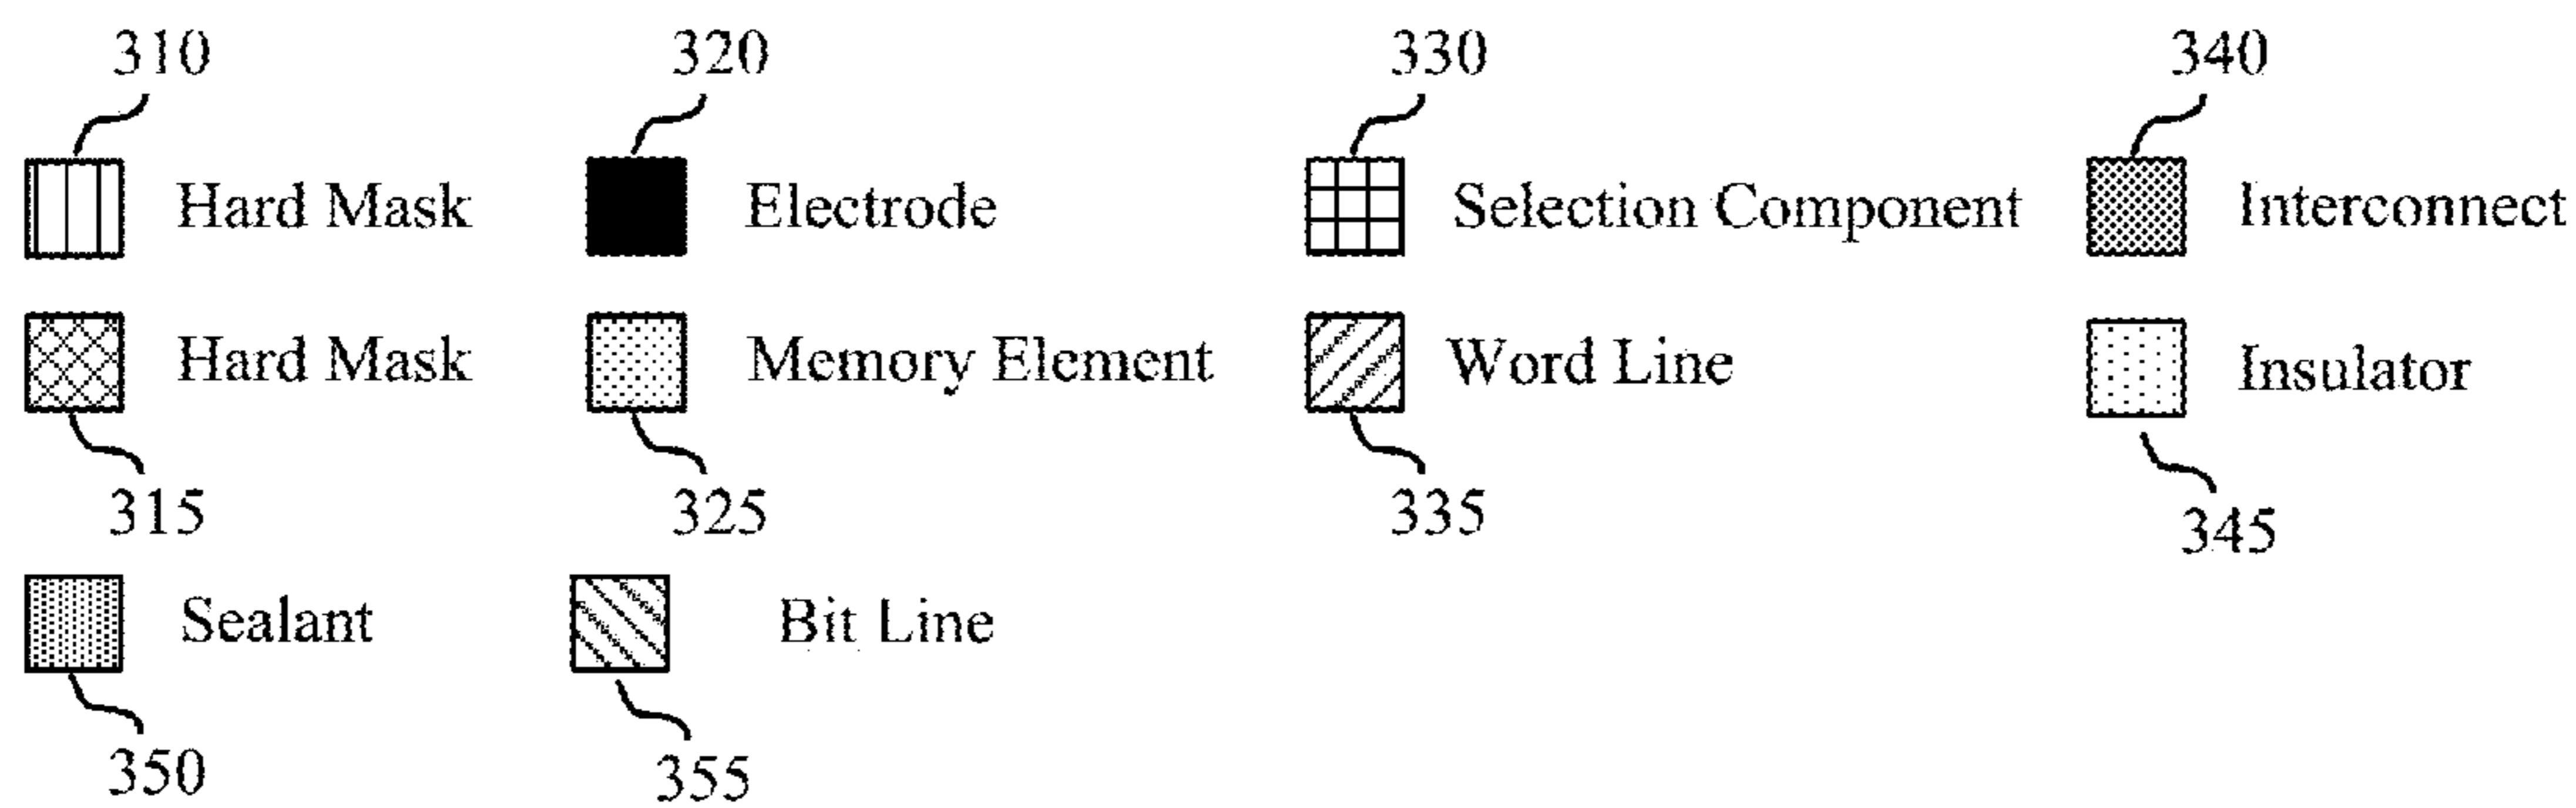 310 320 330 340
Hard Mask Electrode Selection Component Interconnect
Hard Mask Memory Element Word Line Insulator
315 325 335 345
Sealant Bit Line
350 355